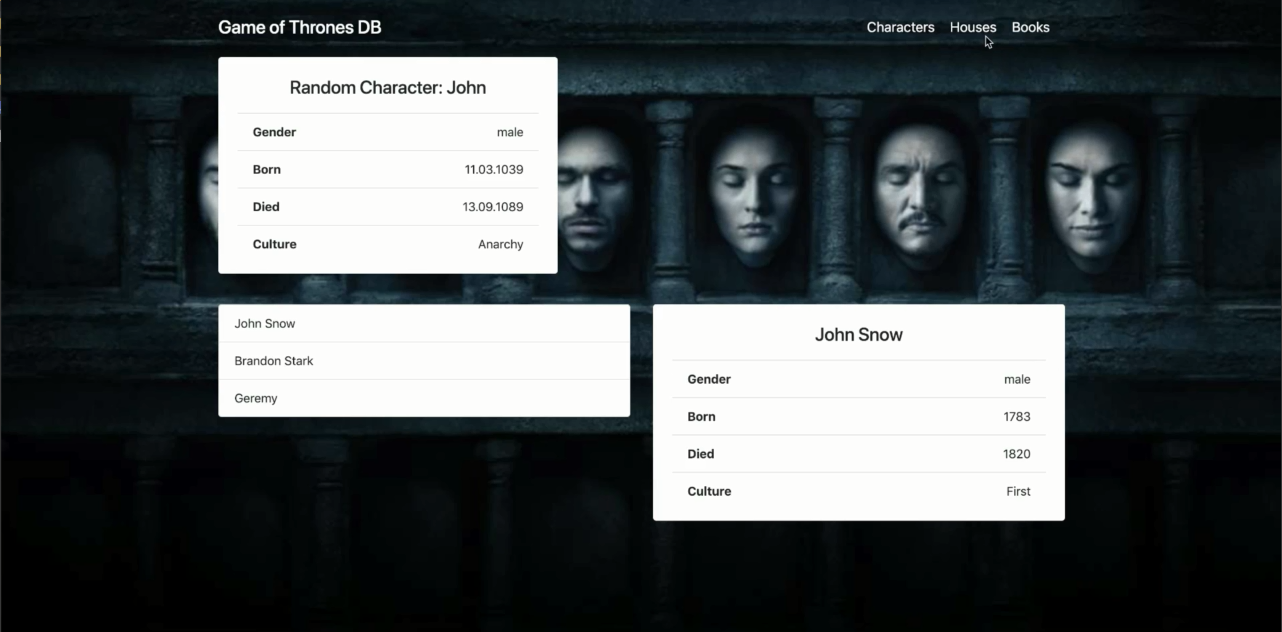 Game of Thrones DB
Characters Houses Books
Random Character: John
Gender male
Born 11.03.1039
Died 13.09.1089
Culture Anarchy
John Snow
Brandon Stark
Geremy
John Snow
Gender male
Born 1783
Died 1820
Culture First